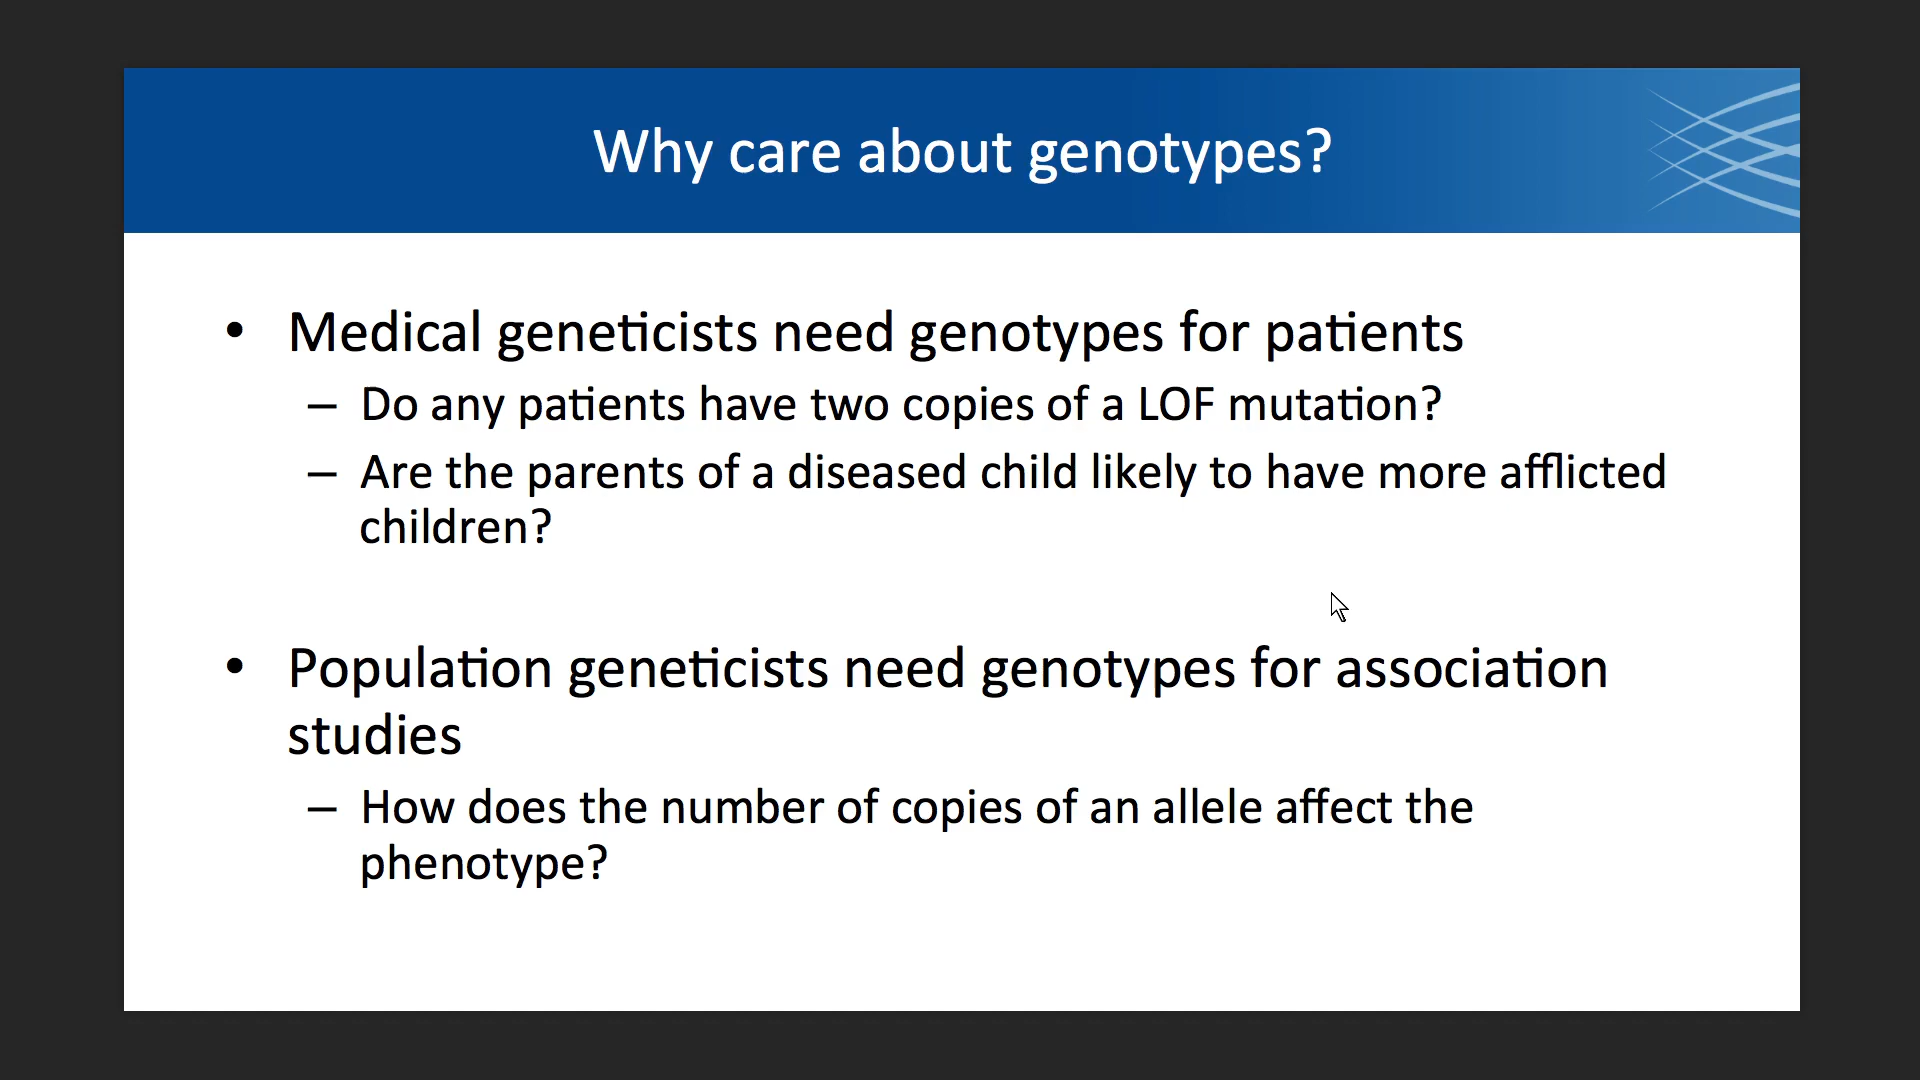 Why care about genotypes?
• Medical geneticists need genotypes for patients
– Do any patients have two copies of a LOF mutation?
– Are the parents of a diseased child likely to have more afflicted
children?
• Population geneticists need genotypes for association
studies
– How does the number of copies of an allele affect the
phenotype?